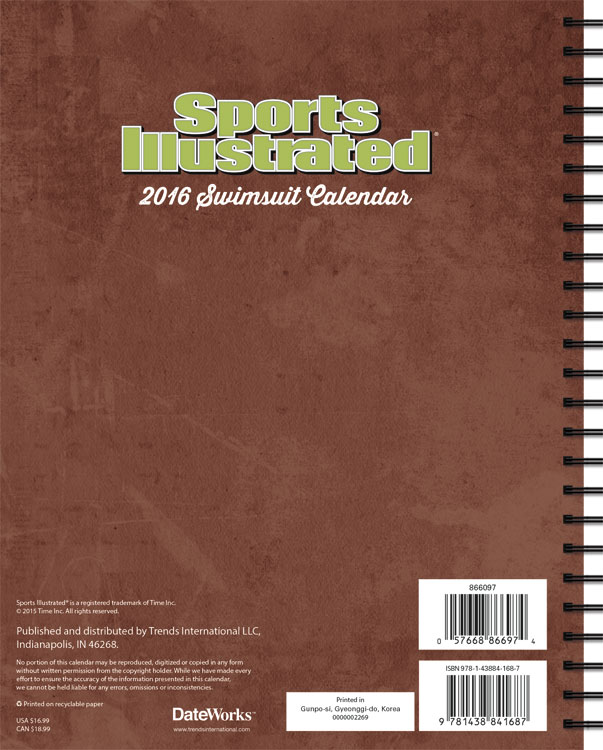 Sports
Illustrated®
2016 Swimsuit Calendar
Sports Illustrated® is a registered trademark of Time Inc.
© 2015 Time Inc. All rights reserved.
Published and distributed by Trends International LLC,
Indianapolis, IN 46268.
No portion of this calendar may be reproduced, digitized or copied in any form
without written permission from the copyright holder. While we have made every
effort to ensure the accuracy of the information presented in this calendar,
we cannot be held liable for any errors, omissions or inconsistencies.
♻ Printed on recyclable paper
USA $16.99
CAN $18.99
DateWorks™
www.trendsinternational.com
Printed in
Gunpo-si, Gyeonggi-do, Korea
0000002269
866097
0 57668 86697 4
ISBN 978-1-43884-168-7
9 781438 841687